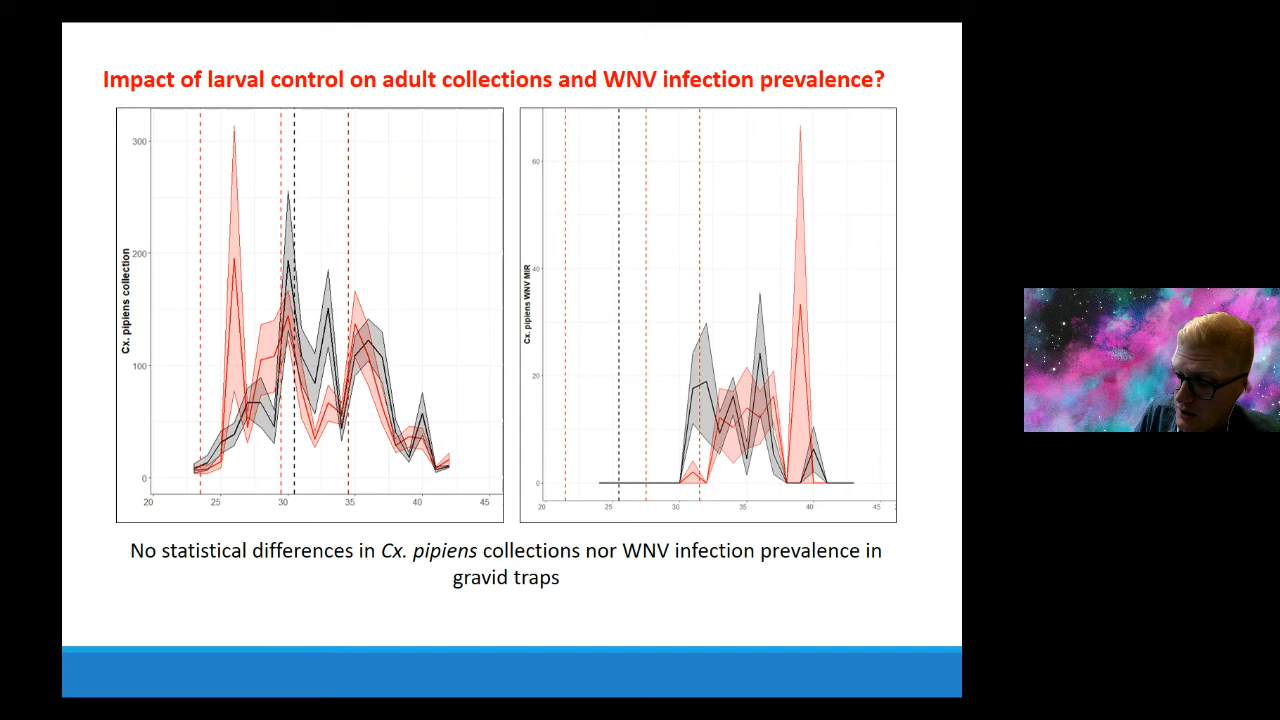 Impact of larval control on adult collections and WNV infection prevalence?
Cx. pipiens collection
300
200
100
0
20 25 30 35 40 45
Cx. pipiens WNV MIR
60
40
20
0
20 25 30 35 40 45
No statistical differences in Cx. pipiens collections nor WNV infection prevalence in
gravid traps